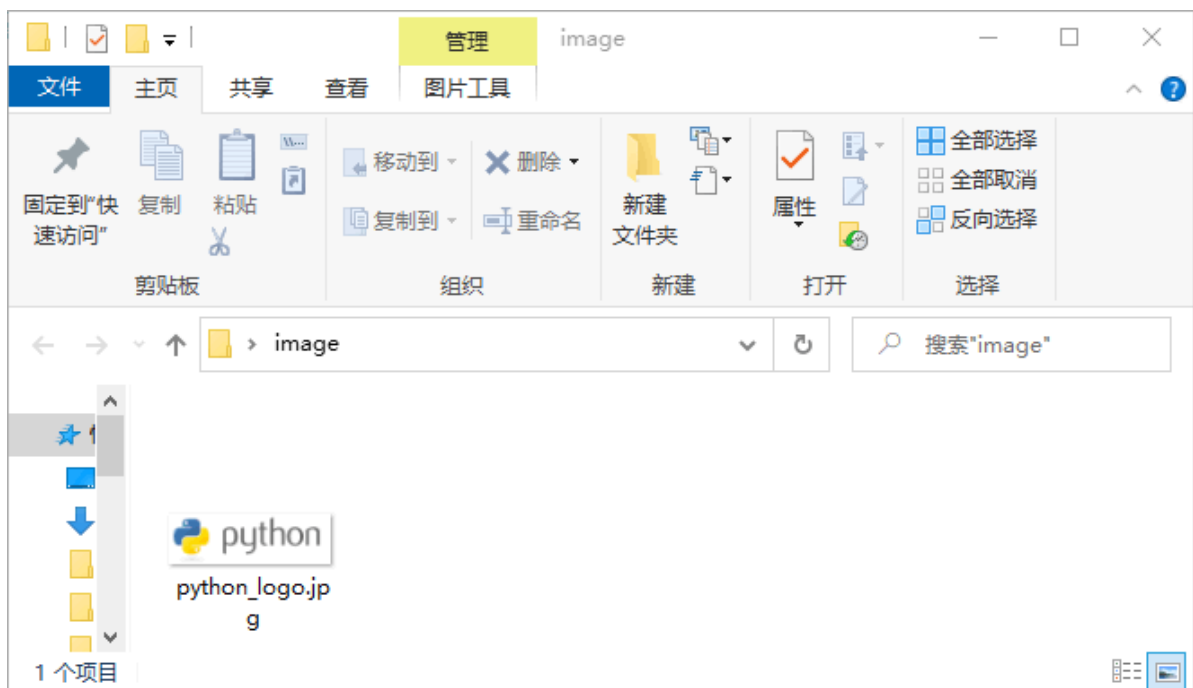 管理
image
文件
主页
共享
查看
图片工具
固定到"快
速访问"
复制
粘贴
剪贴板
移动到
复制到
删除
重命名
组织
新建
文件夹
新建
属性
打开
全部选择
全部取消
反向选择
选择
image
搜索"image"
python
python_logo.jp
g
1 个项目